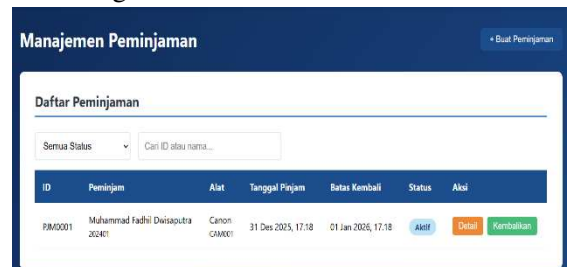 Manajemen Peminjaman
+ Buat Peminjaman
Daftar Peminjaman
Semua Status
Cari ID atau nama...
ID Peminjam Alat Tanggal Pinjam Batas Kembali Status Aksi
PJM0001 Muhammad Fadhil Dwisaputra Canon 31 Des 2025, 17.18 01 Jan 2026, 17.18 Aktif Detail Kembalikan
202401 CAM001